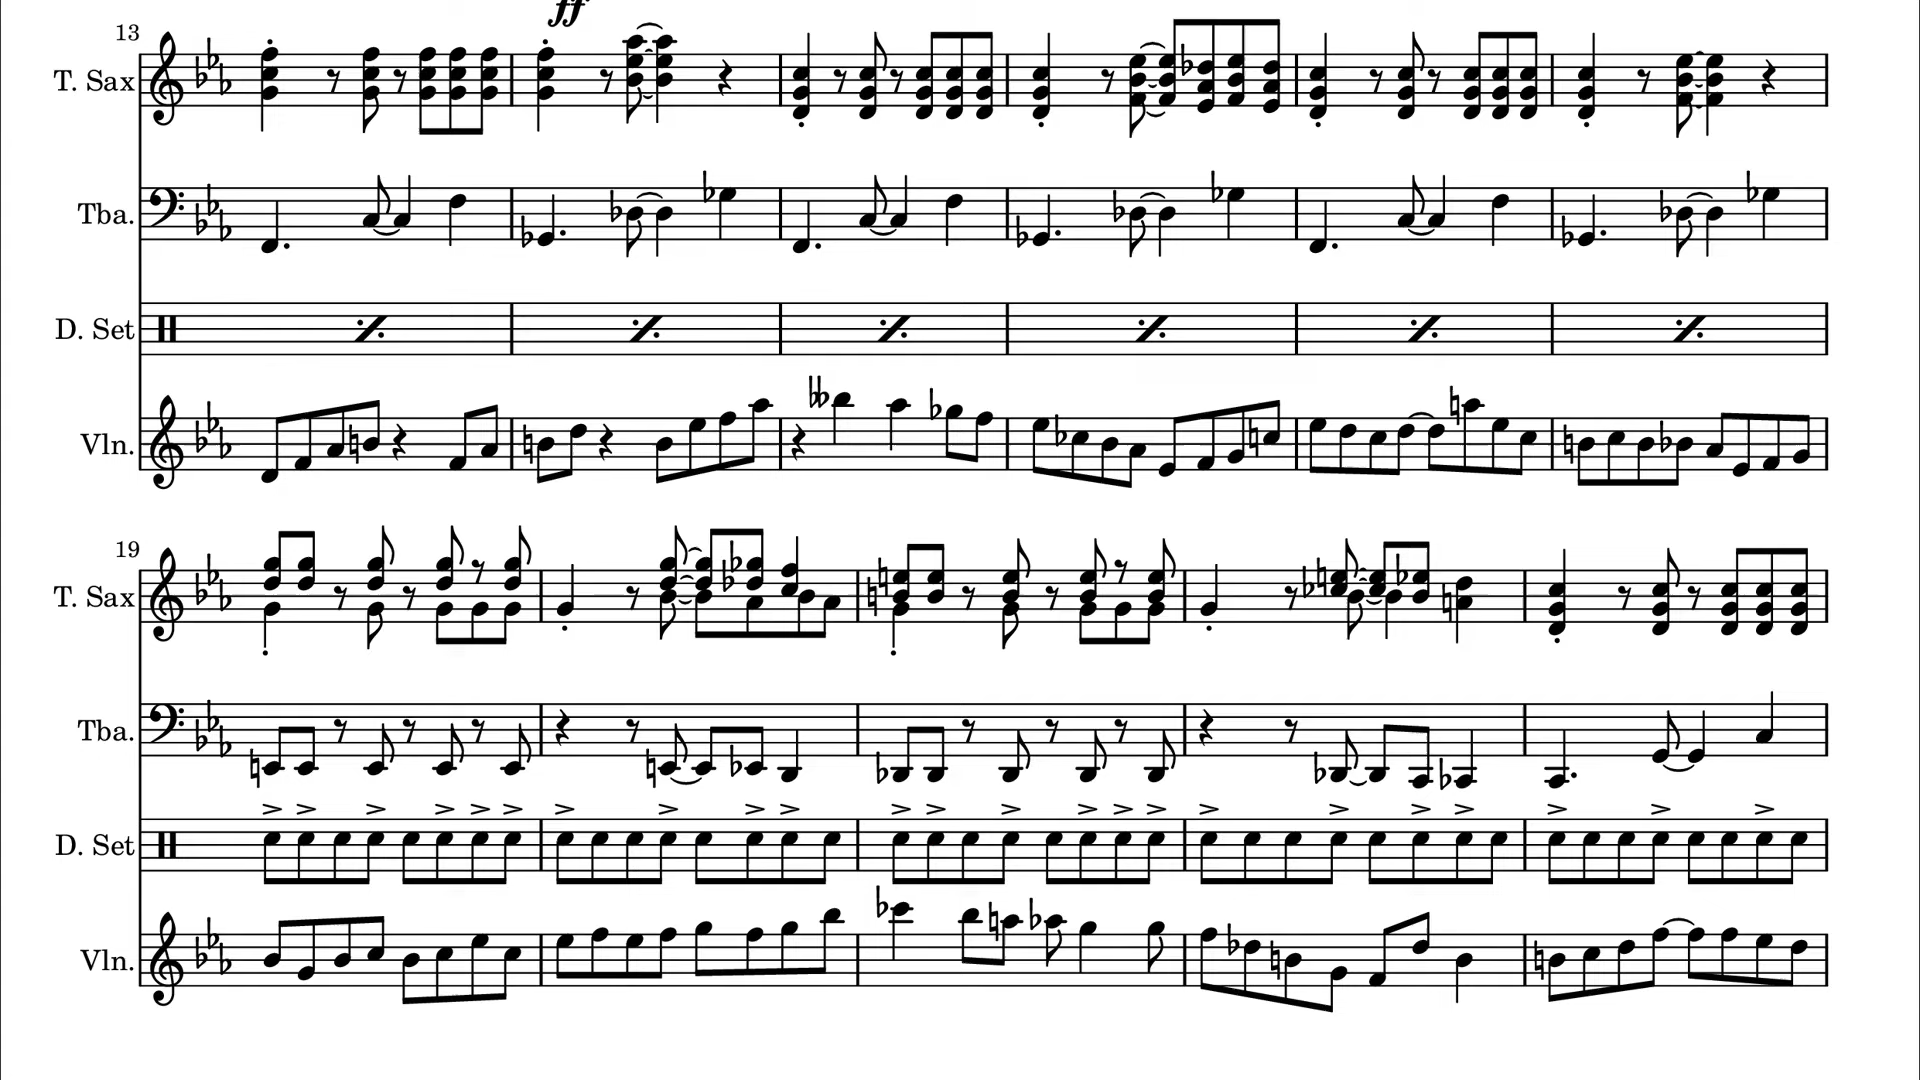 ff
13
T. Sax
Tba.
D. Set
Vln.
19
T. Sax
Tba.
D. Set
Vln.